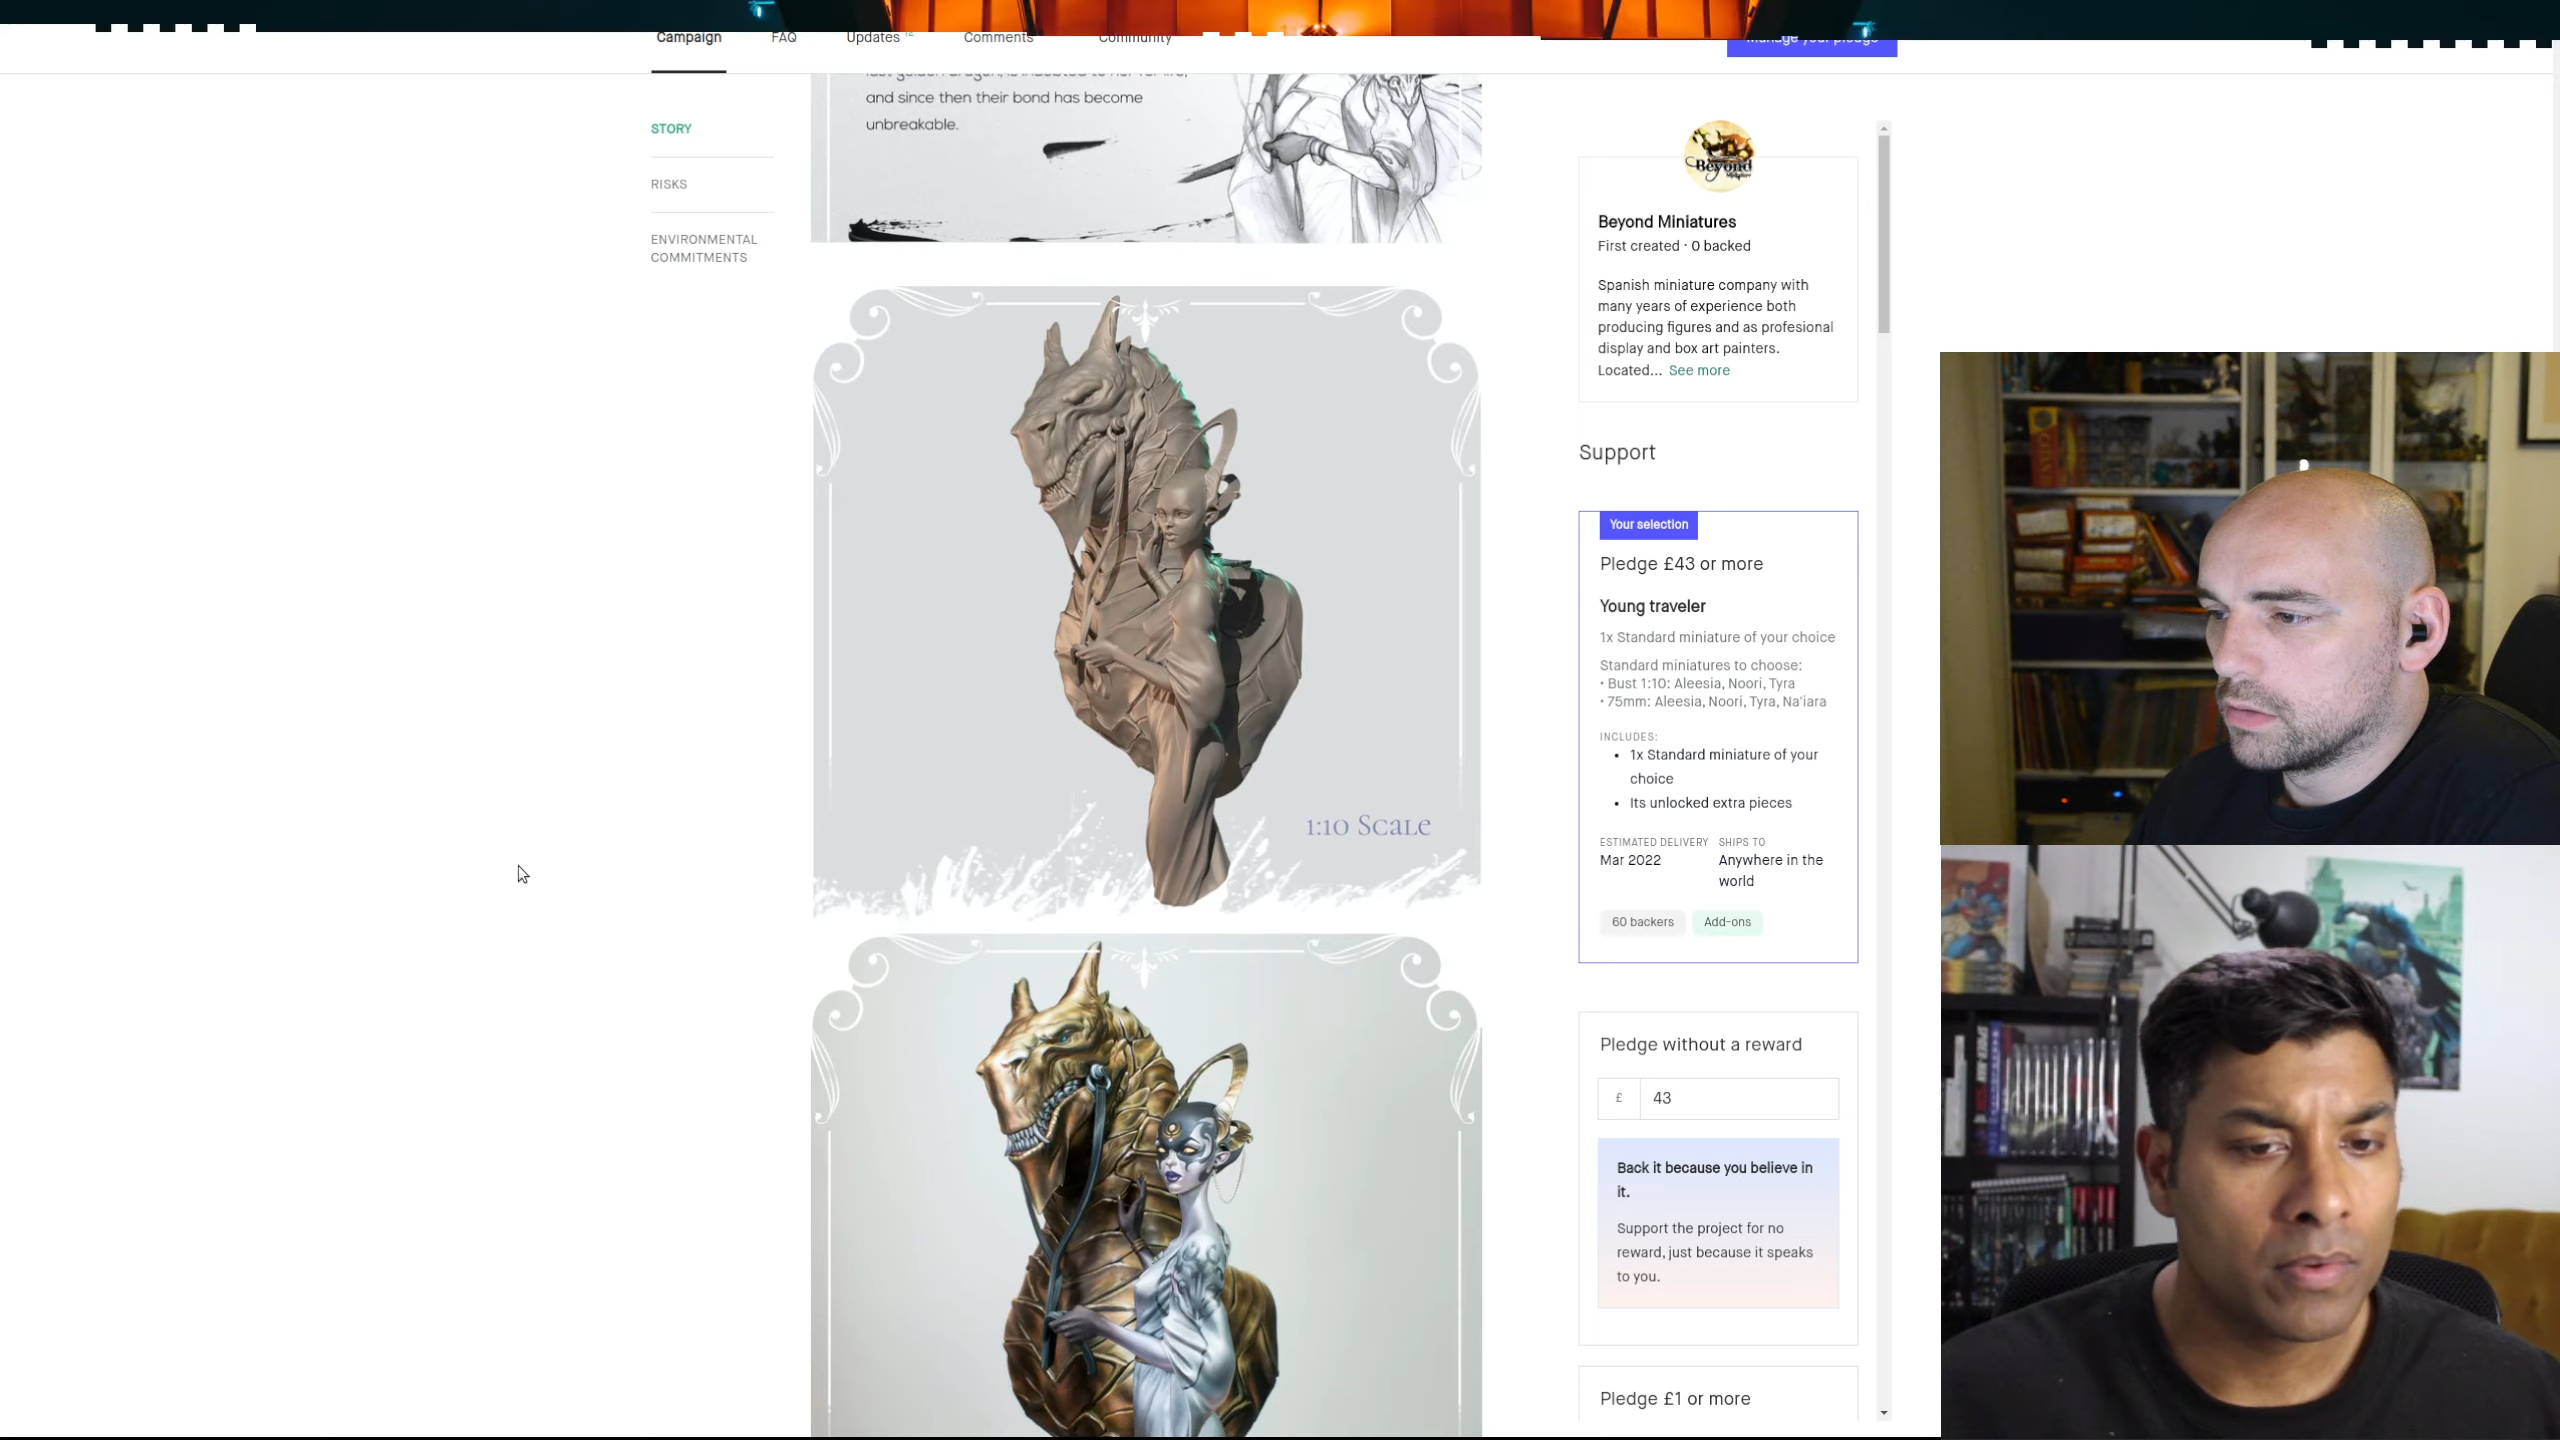 Campaign
FAQ
Updates 12
Comments
Community
Manage your pledge
and since then their bond has become
unbreakable.
STORY
RISKS
ENVIRONMENTAL
COMMITMENTS
1:10 Scale
Beyond
Miniatures
Beyond Miniatures
First created · 0 backed
Spanish miniature company with
many years of experience both
producing figures and as profesional
display and box art painters.
Located... See more
Support
Your selection
Pledge £43 or more
Young traveler
1x Standard miniature of your choice
Standard miniatures to choose:
• Bust 1:10: Aleesia, Noori, Tyra
• 75mm: Aleesia, Noori, Tyra, Na'iara
INCLUDES:
• 1x Standard miniature of your
choice
• Its unlocked extra pieces
ESTIMATED DELIVERY
Mar 2022
SHIPS TO
Anywhere in the
world
60 backers
Add-ons
Pledge without a reward
£ 43
Back it because you believe in
it.
Support the project for no
reward, just because it speaks
to you.
Pledge £1 or more